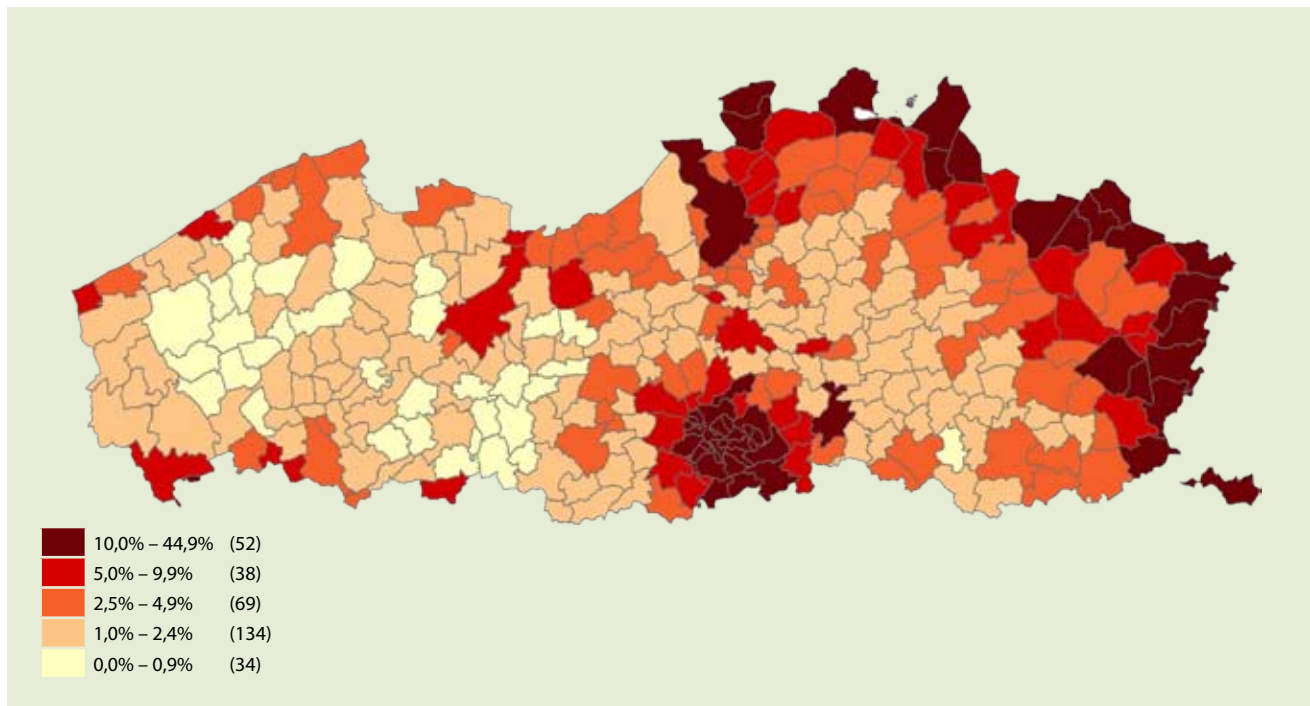 10,0% – 44,9% (52)
5,0% – 9,9% (38)
2,5% – 4,9% (69)
1,0% – 2,4% (134)
0,0% – 0,9% (34)